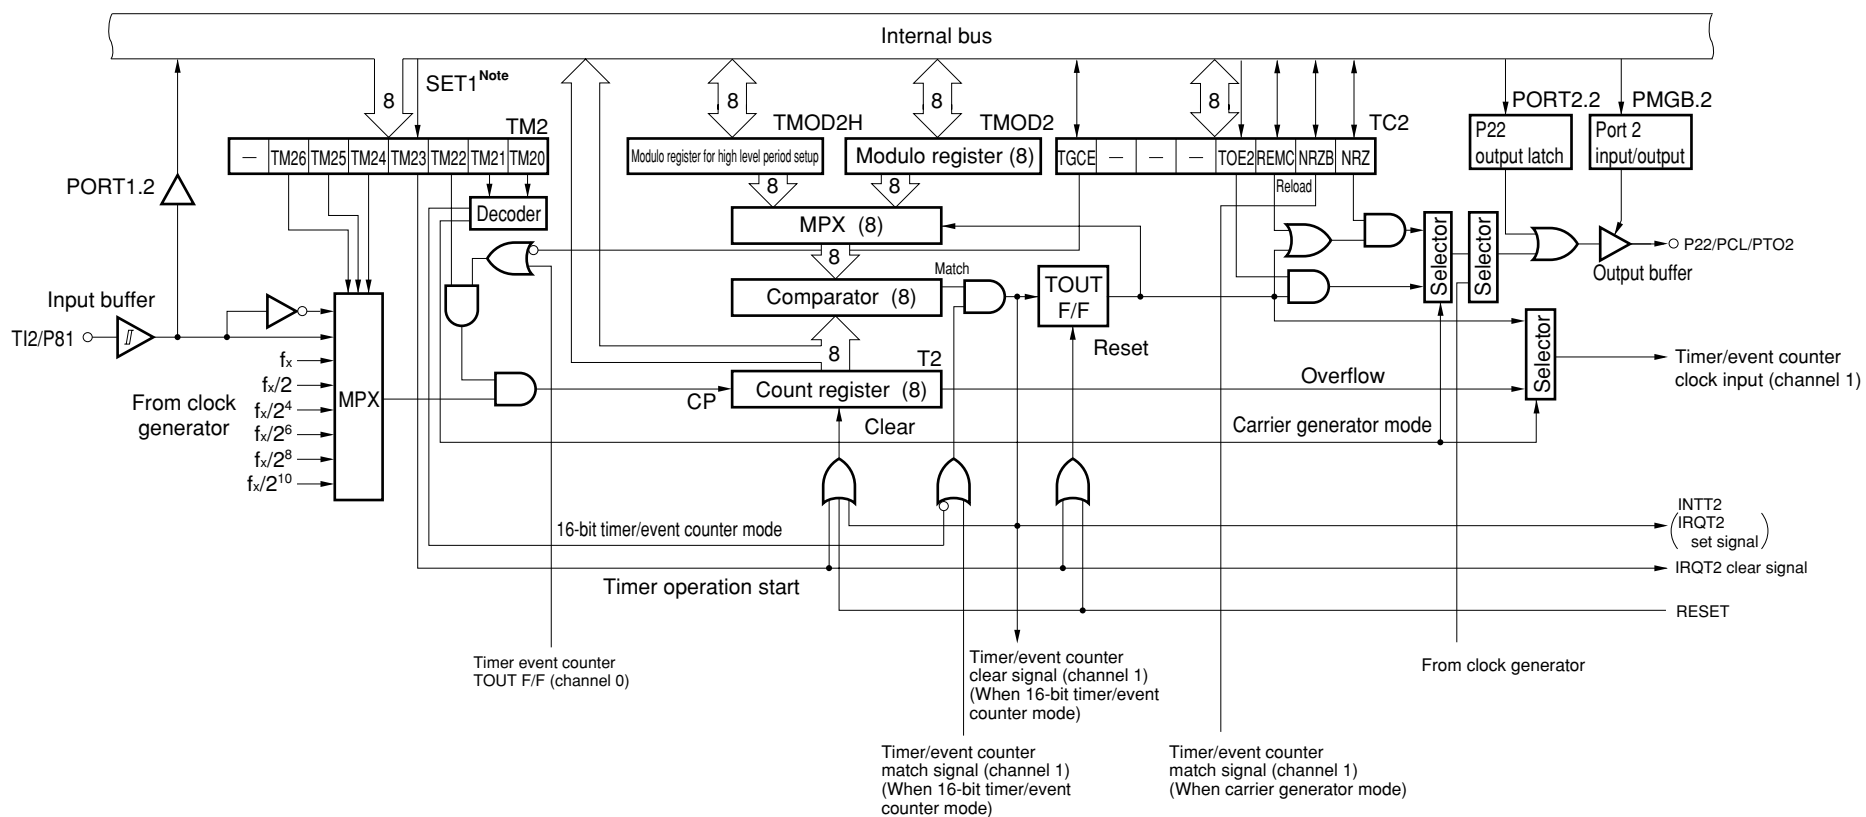 Internal bus
SET1Note
8
8
8
8
PORT2.2
PMGB.2
TM2
TMOD2H
TMOD2
TC2
— TM26 TM25 TM24 TM23 TM22 TM21 TM20
Modulo register for high level period setup
Modulo register (8)
TGCE — — — TOE2 REMC NRZB NRZ
P22
output latch
Port 2
input/output
PORT1.2
Decoder
8
8
Reload
MPX (8)
8
Selector
Selector
P22/PCL/PTO2
Output buffer
Match
Comparator (8)
TOUT
F/F
Input buffer
TI2/P81
Reset
8
T2
Selector
Timer/event counter
clock input (channel 1)
fx
fx/2
fx/2⁴
fx/2⁶
fx/2⁸
fx/2¹⁰
From clock
generator
MPX
CP
Count register (8)
Overflow
Clear
Carrier generator mode
16-bit timer/event counter mode
INTT2
(IRQT2
set signal)
Timer operation start
IRQT2 clear signal
RESET
Timer event counter
TOUT F/F (channel 0)
Timer/event counter
clear signal (channel 1)
(When 16-bit timer/event
counter mode)
From clock generator
Timer/event counter
match signal (channel 1)
(When 16-bit timer/event
counter mode)
Timer/event counter
match signal (channel 1)
(When carrier generator mode)